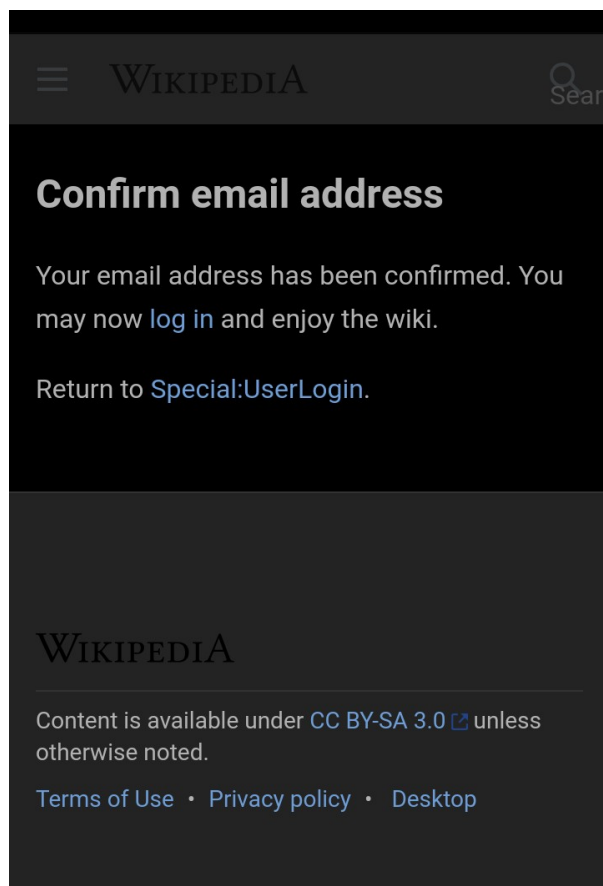 WIKIPEDIA
Sear
Confirm email address
Your email address has been confirmed. You
may now log in and enjoy the wiki.
Return to Special:UserLogin.
WIKIPEDIA
Content is available under CC BY-SA 3.0 unless
otherwise noted.
Terms of Use • Privacy policy • Desktop